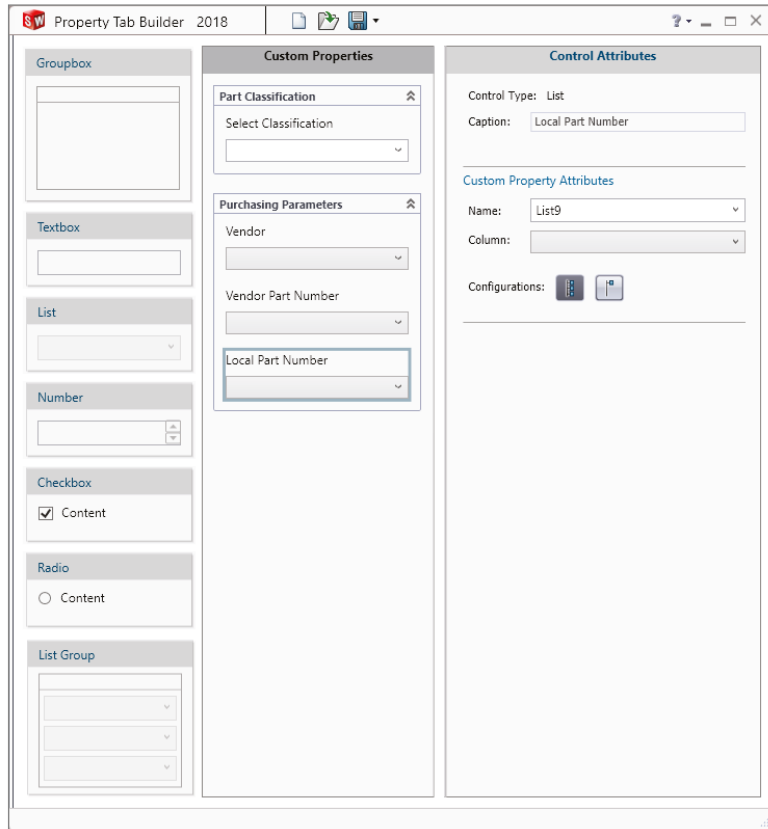 SW Property Tab Builder 2018
?
Groupbox
Textbox
List
Number
Checkbox
Content
Radio
Content
List Group
Custom Properties
Part Classification
Select Classification
Purchasing Parameters
Vendor
Vendor Part Number
Local Part Number
Control Attributes
Control Type: List
Caption: Local Part Number
Custom Property Attributes
Name: List9
Column:
Configurations: